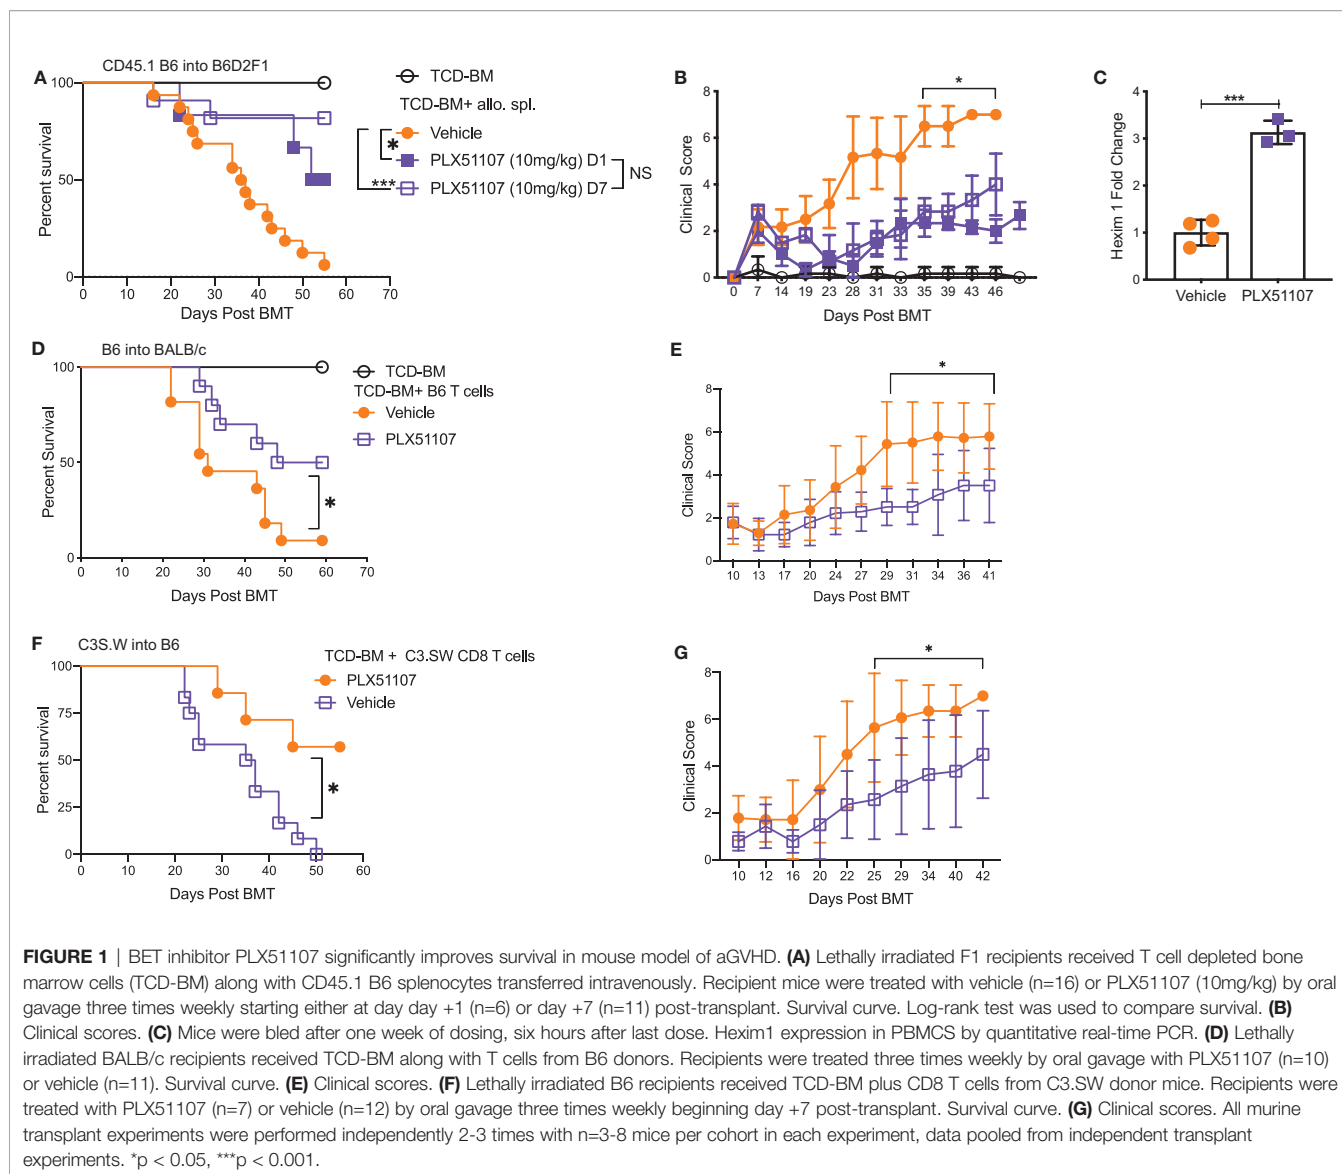 A
CD45.1 B6 into B6D2F1
Percent survival
100
50
0
0 10 20 30 40 50 60 70
Days Post BMT
TCD-BM
TCD-BM+ allo. spl.
Vehicle
PLX51107 (10mg/kg) D1
PLX51107 (10mg/kg) D7
*
***
NS
B
*
Clinical Score
8
6
4
2
0
0 7 14 19 23 28 31 33 35 39 43 46
Days Post BMT
C
***
Hexim 1 Fold Change
4
3
2
1
0
Vehicle PLX51107
D
B6 into BALB/c
Percent Survival
100
50
0
0 10 20 30 40 50 60 70
Days Post BMT
TCD-BM
TCD-BM+ B6 T cells
Vehicle
PLX51107
*
E
*
Clinical Score
8
6
4
2
0
10 13 17 20 24 27 29 31 34 36 41
Days Post BMT
F
C3S.W into B6
Percent survival
100
75
50
25
0
0 10 20 30 40 50 60
Days Post BMT
TCD-BM + C3.SW CD8 T cells
PLX51107
Vehicle
*
G
*
Clinical Score
8
6
4
2
0
10 12 16 20 22 25 29 34 40 42
Days Post BMT
FIGURE 1 | BET inhibitor PLX51107 significantly improves survival in mouse model of aGVHD. (A) Lethally irradiated F1 recipients received T cell depleted bone
marrow cells (TCD-BM) along with CD45.1 B6 splenocytes transferred intravenously. Recipient mice were treated with vehicle (n=16) or PLX51107 (10mg/kg) by oral
gavage three times weekly starting either at day day +1 (n=6) or day +7 (n=11) post-transplant. Survival curve. Log-rank test was used to compare survival. (B)
Clinical scores. (C) Mice were bled after one week of dosing, six hours after last dose. Hexim1 expression in PBMCS by quantitative real-time PCR. (D) Lethally
irradiated BALB/c recipients received TCD-BM along with T cells from B6 donors. Recipients were treated three times weekly by oral gavage with PLX51107 (n=10)
or vehicle (n=11). Survival curve. (E) Clinical scores. (F) Lethally irradiated B6 recipients received TCD-BM plus CD8 T cells from C3.SW donor mice. Recipients were
treated with PLX51107 (n=7) or vehicle (n=12) by oral gavage three times weekly beginning day +7 post-transplant. Survival curve. (G) Clinical scores. All murine
transplant experiments were performed independently 2-3 times with n=3-8 mice per cohort in each experiment, data pooled from independent transplant
experiments. *p < 0.05, ***p < 0.001.